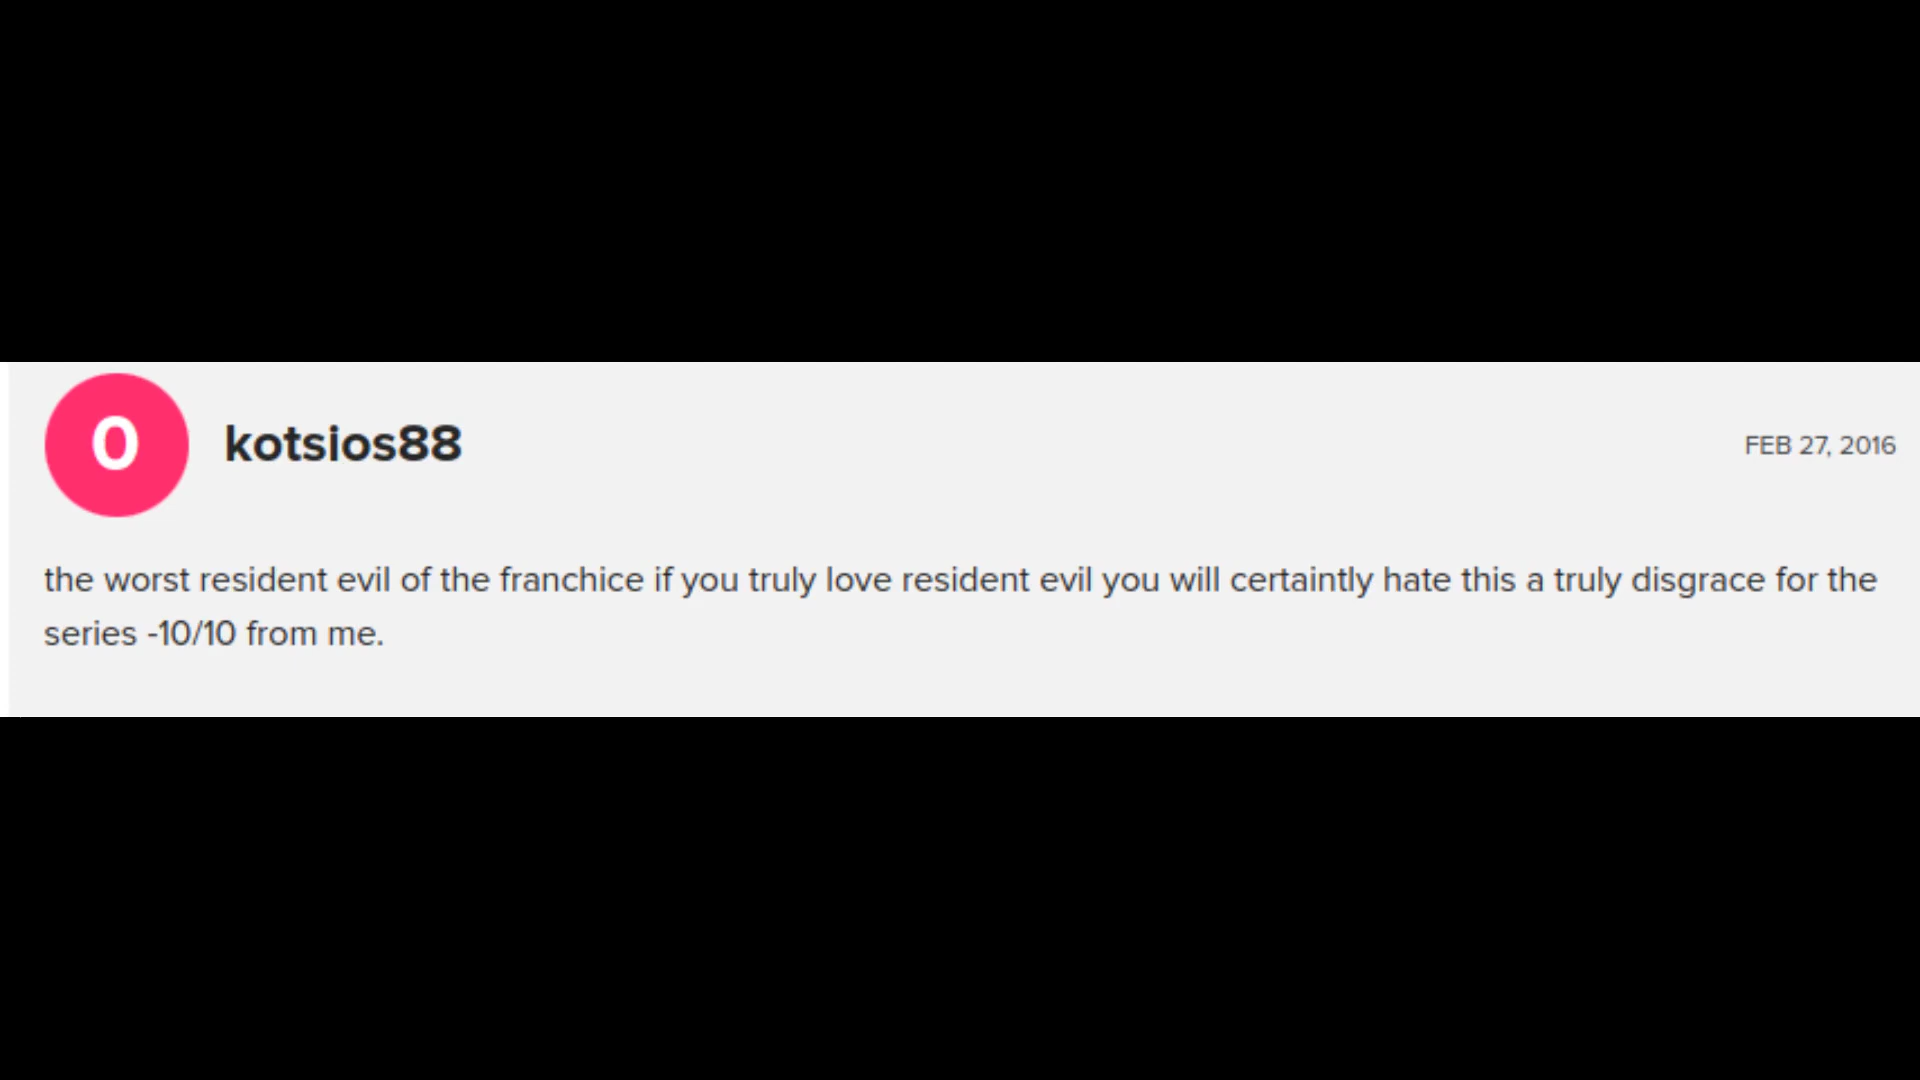 0
kotsios88
FEB 27, 2016
the worst resident evil of the franchice if you truly love resident evil you will certaintly hate this a truly disgrace for the
series -10/10 from me.